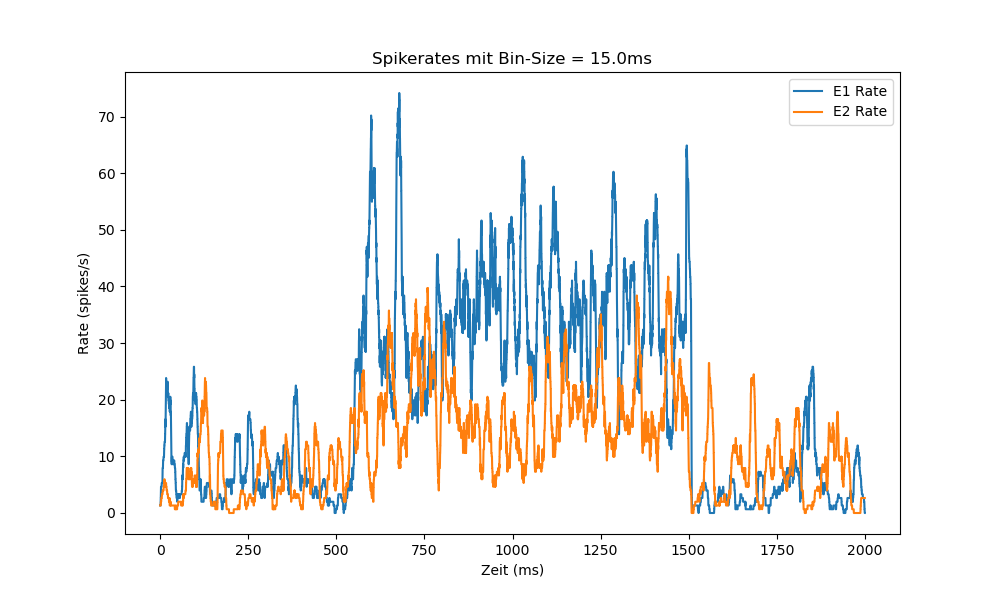 Spikerates mit Bin-Size = 15.0ms
E1 Rate
E2 Rate
70
60
50
40
30
20
10
0
Rate (spikes/s)
0 250 500 750 1000 1250 1500 1750 2000
Zeit (ms)